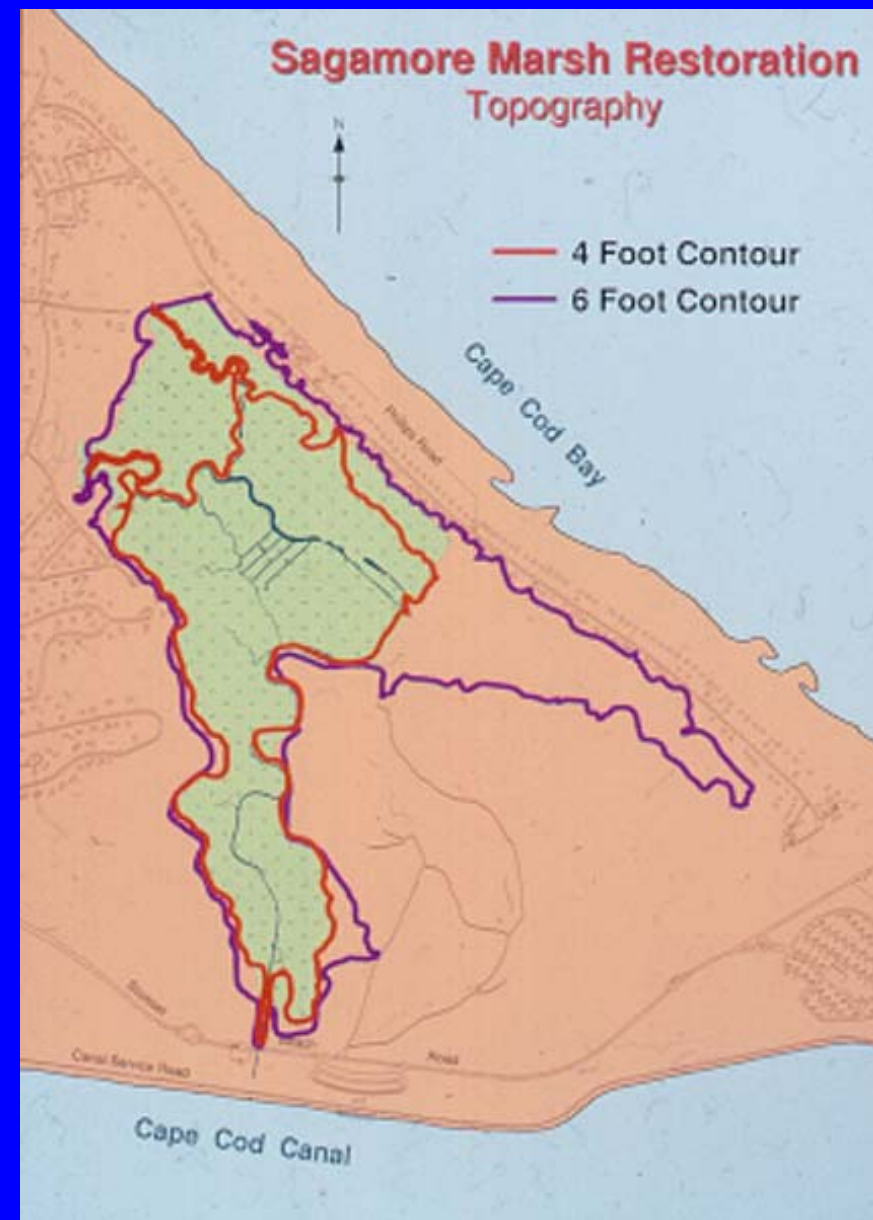 Sagamore Marsh Restoration
Topography
N
4 Foot Contour
6 Foot Contour
Cape Cod Bay
Phillips Road
Canal Service Road
Road
Cape Cod Canal